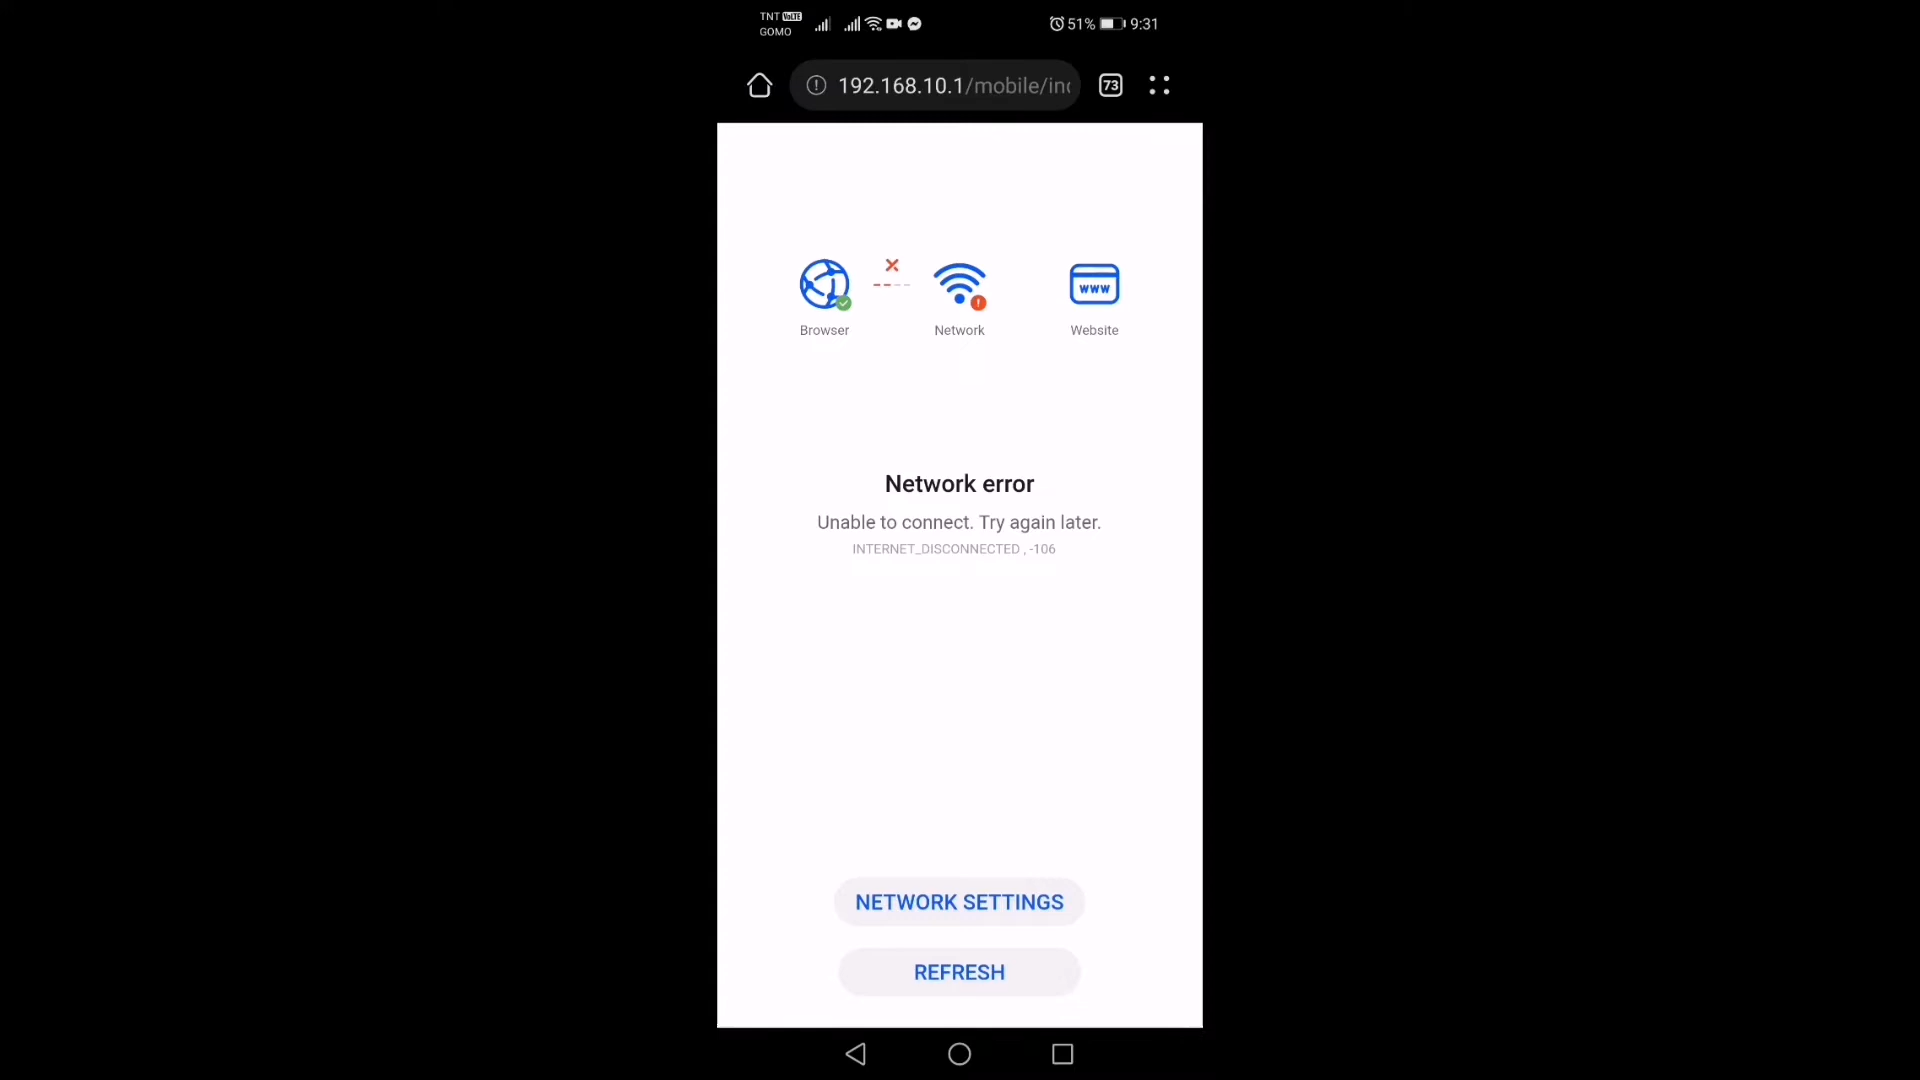 TNT VoLTE
GOMO
51% 9:31
192.168.10.1/mobile/in
73
www
Browser
Network
Website
Network error
Unable to connect. Try again later.
INTERNET_DISCONNECTED , -106
NETWORK SETTINGS
REFRESH